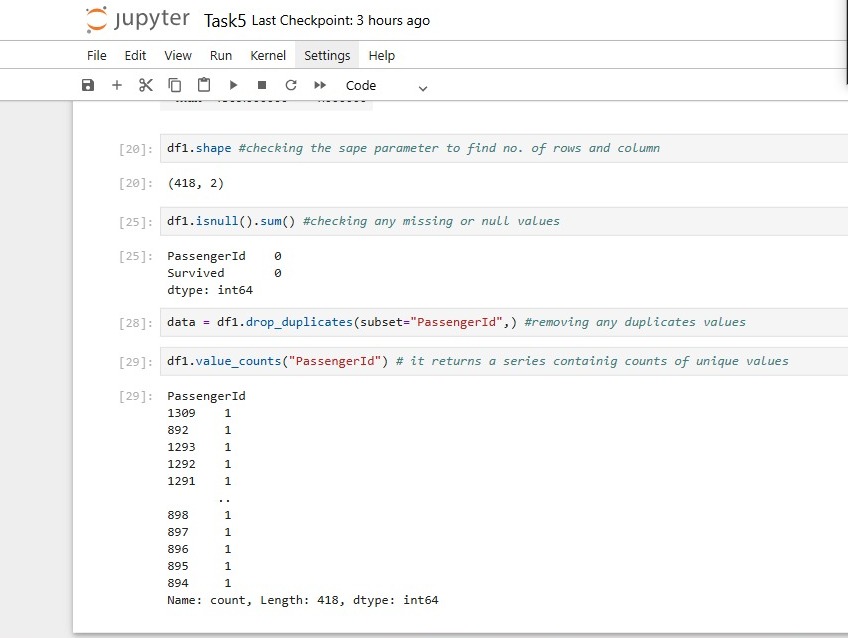 jupyter Task5 Last Checkpoint: 3 hours ago
File Edit View Run Kernel Settings Help
Code
[20]: df1.shape #checking the sape parameter to find no. of rows and column
[20]: (418, 2)
[25]: df1.isnull().sum() #checking any missing or null values
[25]: PassengerId 0
Survived 0
dtype: int64
[28]: data = df1.drop_duplicates(subset="PassengerId",) #removing any duplicates values
[29]: df1.value_counts("PassengerId") # it returns a series containig counts of unique values
[29]: PassengerId
1309 1
892 1
1293 1
1292 1
1291 1
..
898 1
897 1
896 1
895 1
894 1
Name: count, Length: 418, dtype: int64